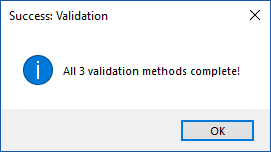 Success: Validation
All 3 validation methods complete!
OK